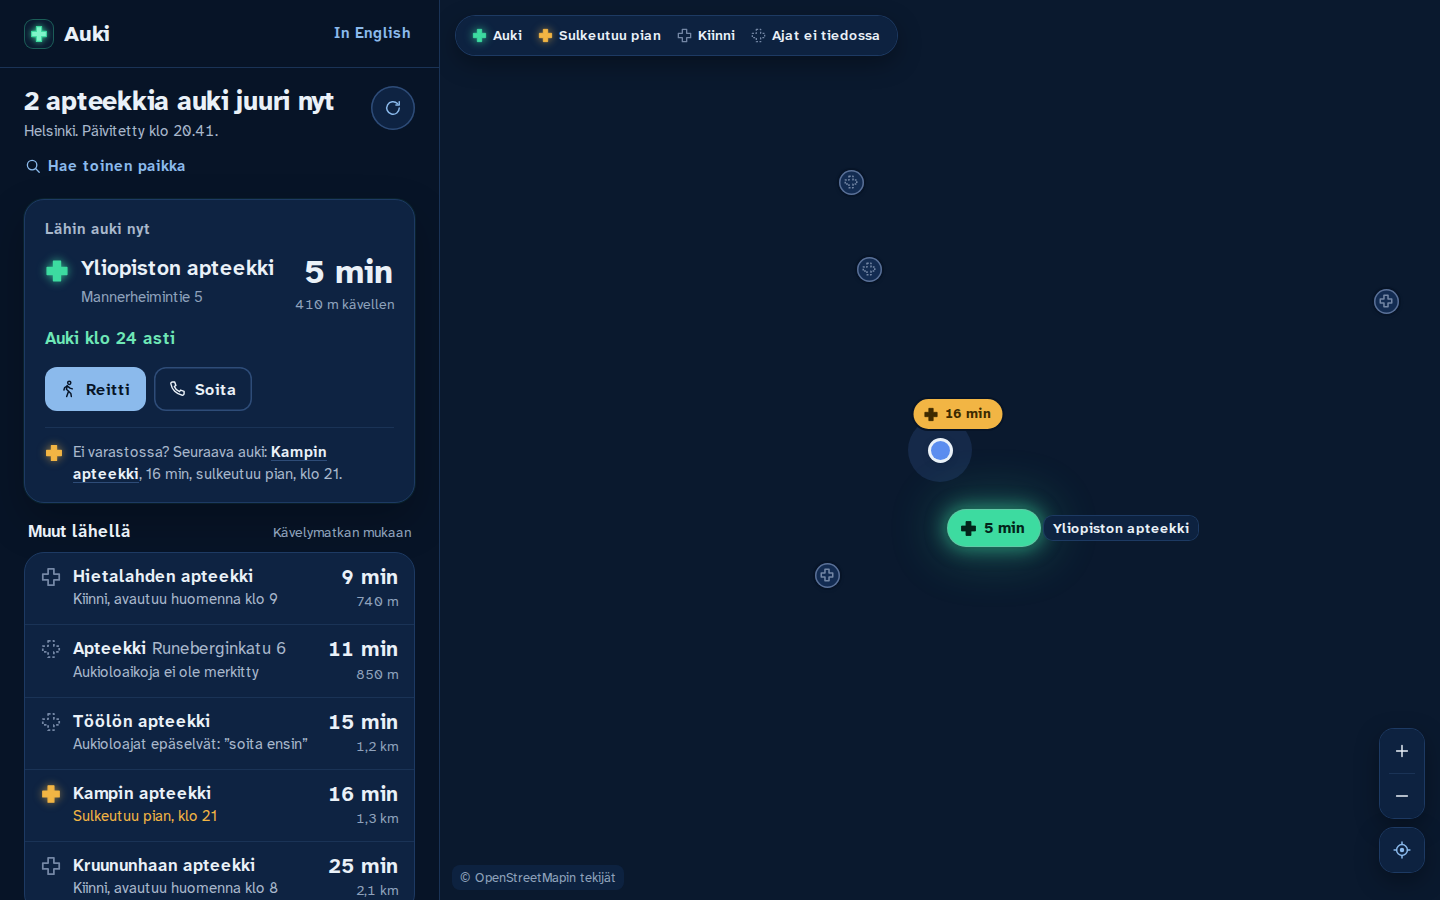 Auki
In English
2 apteekkia auki juuri nyt
Helsinki. Päivitetty klo 20.41.
Hae toinen paikka
Lähin auki nyt
Yliopiston apteekki
5 min
Mannerheimintie 5
410 m kävellen
Auki klo 24 asti
Reitti
Soita
Ei varastossa? Seuraava auki: Kampin
apteekki, 16 min, sulkeutuu pian, klo 21.
Muut lähellä
Kävelymatkan mukaan
Hietalahden apteekki
9 min
Kiinni, avautuu huomenna klo 9
740 m
Apteekki Runeberginkatu 6
11 min
Aukioloaikoja ei ole merkitty
850 m
Töölön apteekki
15 min
Aukioloajat epäselvät: ”soita ensin”
1,2 km
Kampin apteekki
16 min
Sulkeutuu pian, klo 21
1,3 km
Kruununhaan apteekki
25 min
Kiinni, avautuu huomenna klo 8
2,1 km
Auki
Sulkeutuu pian
Kiinni
Ajat ei tiedossa
16 min
5 min
Yliopiston apteekki
+
−
© OpenStreetMapin tekijät